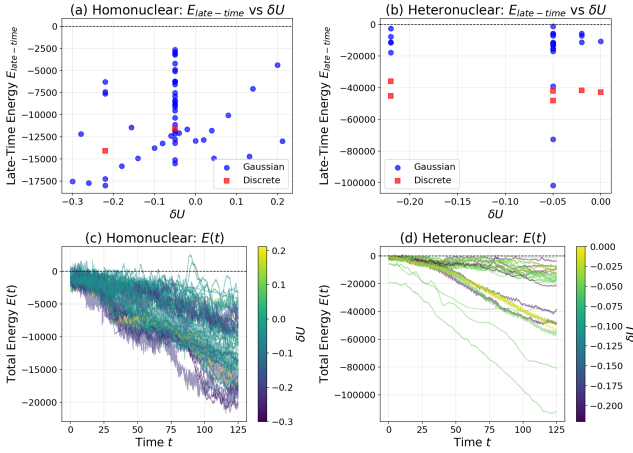 (a) Homonuclear: E_late−time vs δU
0
−2500
−5000
−7500
−10000
−12500
−15000
−17500
Late-Time Energy E_late−time
Gaussian
Discrete
−0.3 −0.2 −0.1 0.0 0.1 0.2
δU
(b) Heteronuclear: E_late−time vs δU
0
−20000
−40000
−60000
−80000
−100000
Late-Time Energy E_late−time
Gaussian
Discrete
−0.20 −0.15 −0.10 −0.05 0.00
δU
(c) Homonuclear: E(t)
0
−5000
−10000
−15000
−20000
Total Energy E(t)
0 25 50 75 100 125
Time t
0.2
0.1
0.0
−0.1
−0.2
−0.3
δU
(d) Heteronuclear: E(t)
0
−20000
−40000
−60000
−80000
−100000
Total Energy E(t)
0 25 50 75 100 125
Time t
0.000
−0.025
−0.050
−0.075
−0.100
−0.125
−0.150
−0.175
−0.200
δU